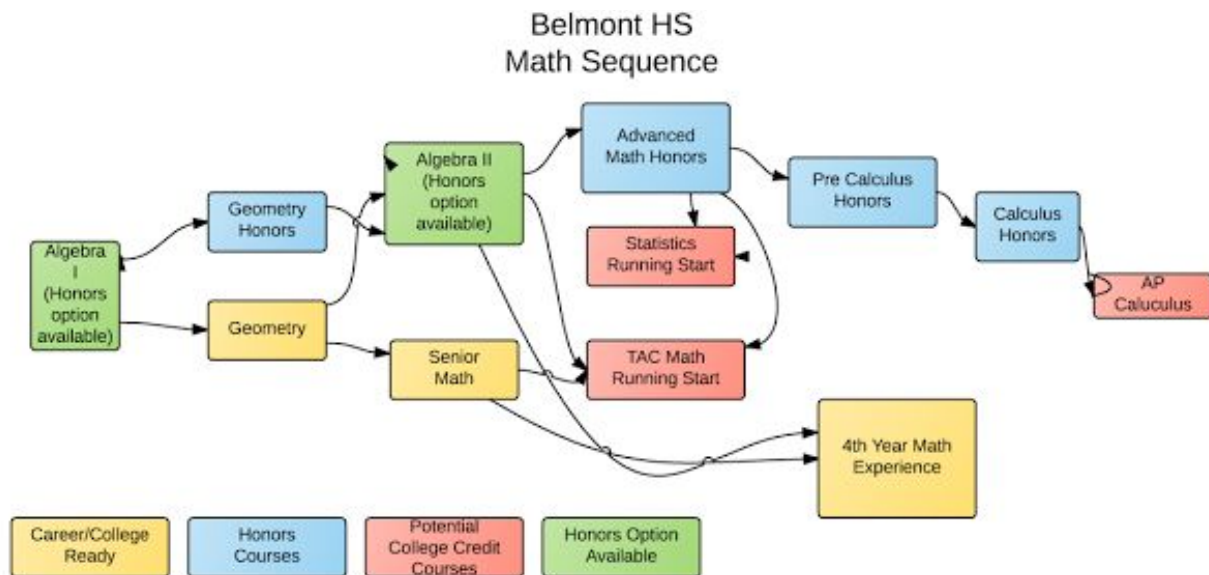 Belmont HS
Math Sequence
Advanced
Math Honors
Algebra II
(Honors
option
available)
Pre Calculus
Honors
Geometry
Honors
Calculus
Honors
Algebra
I
(Honors
option
available)
Statistics
Running Start
AP
Caluculus
Geometry
Senior
Math
TAC Math
Running Start
4th Year Math
Experience
Career/College
Ready
Honors
Courses
Potential
College Credit
Courses
Honors Option
Available